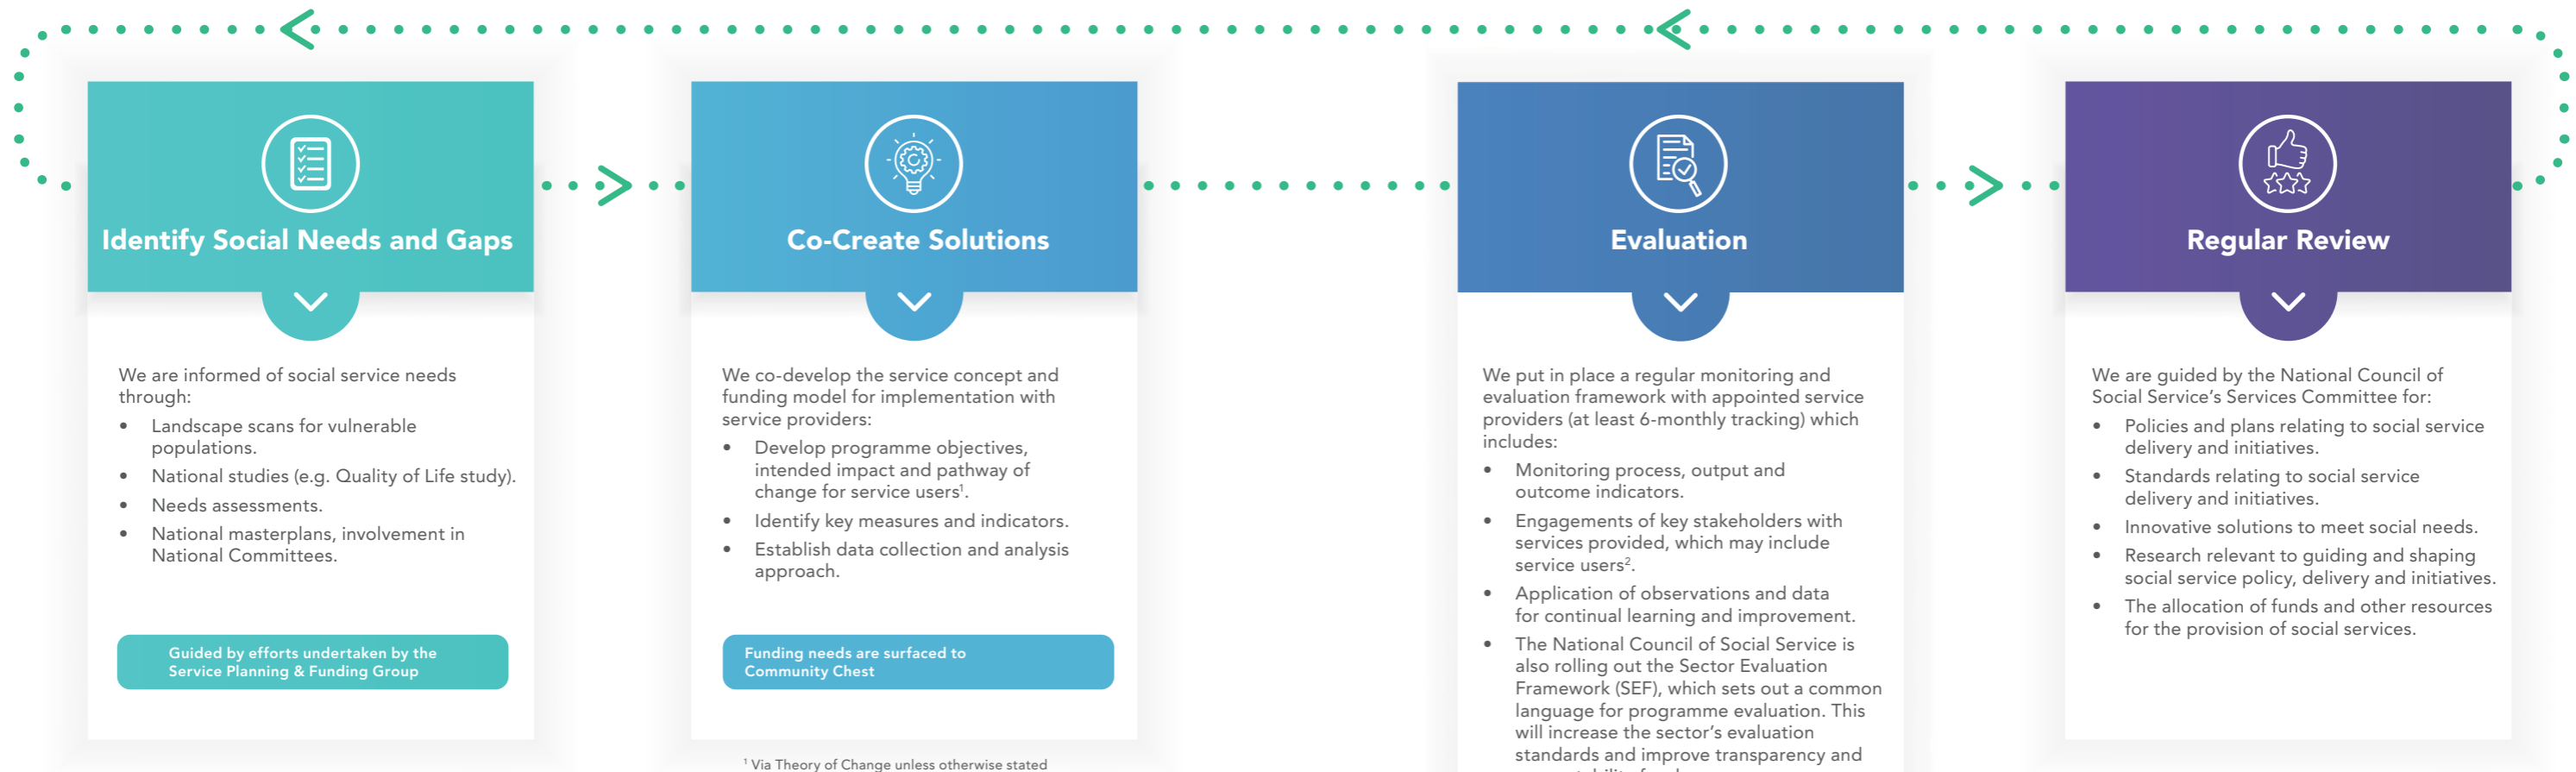 Identify Social Needs and Gaps
We are informed of social service needs
through:
• Landscape scans for vulnerable
populations.
• National studies (e.g. Quality of Life study).
• Needs assessments.
• National masterplans, involvement in
National Committees.
Guided by efforts undertaken by the
Service Planning & Funding Group
Co-Create Solutions
We co-develop the service concept and
funding model for implementation with
service providers:
• Develop programme objectives,
intended impact and pathway of
change for service users¹.
• Identify key measures and indicators.
• Establish data collection and analysis
approach.
Funding needs are surfaced to
Community Chest
¹ Via Theory of Change unless otherwise stated
Evaluation
We put in place a regular monitoring and
evaluation framework with appointed service
providers (at least 6-monthly tracking) which
includes:
• Monitoring process, output and
outcome indicators.
• Engagements of key stakeholders with
services provided, which may include
service users².
• Application of observations and data
for continual learning and improvement.
• The National Council of Social Service is
also rolling out the Sector Evaluation
Framework (SEF), which sets out a common
language for programme evaluation. This
will increase the sector’s evaluation
standards and improve transparency and
Regular Review
We are guided by the National Council of
Social Service’s Services Committee for:
• Policies and plans relating to social service
delivery and initiatives.
• Standards relating to social service
delivery and initiatives.
• Innovative solutions to meet social needs.
• Research relevant to guiding and shaping
social service policy, delivery and initiatives.
• The allocation of funds and other resources
for the provision of social services.